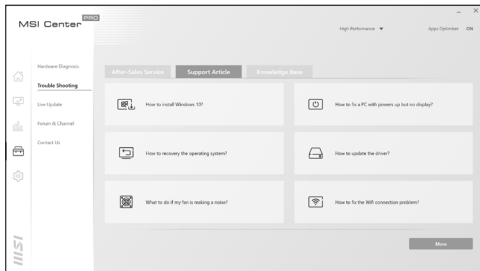 MSI Center PRO
High Performance
Apps Optimiser ON
Hardware Diagnosis
Trouble Shooting
Live Update
Forum & Channel
Contact Us
After-Sales Service
Support Article
Knowledge Base
How to install Windows 10?
How to fix a PC with powers up but no display?
How to recovery the operating system?
How to update the driver?
What to do if my fan is making a noise?
How to fix the Wifi connection problem?
More
msi